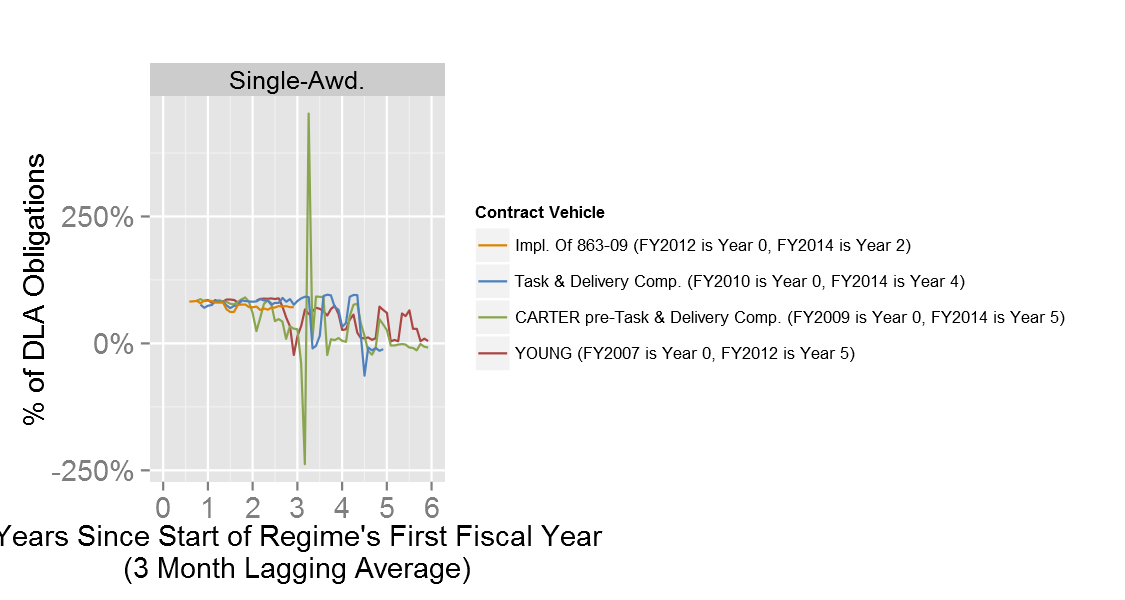 Single-Awd.
% of DLA Obligations
250%
0%
-250%
0 1 2 3 4 5 6
Years Since Start of Regime's First Fiscal Year
(3 Month Lagging Average)
Contract Vehicle
Impl. Of 863-09 (FY2012 is Year 0, FY2014 is Year 2)
Task & Delivery Comp. (FY2010 is Year 0, FY2014 is Year 4)
CARTER pre-Task & Delivery Comp. (FY2009 is Year 0, FY2014 is Year 5)
YOUNG (FY2007 is Year 0, FY2012 is Year 5)